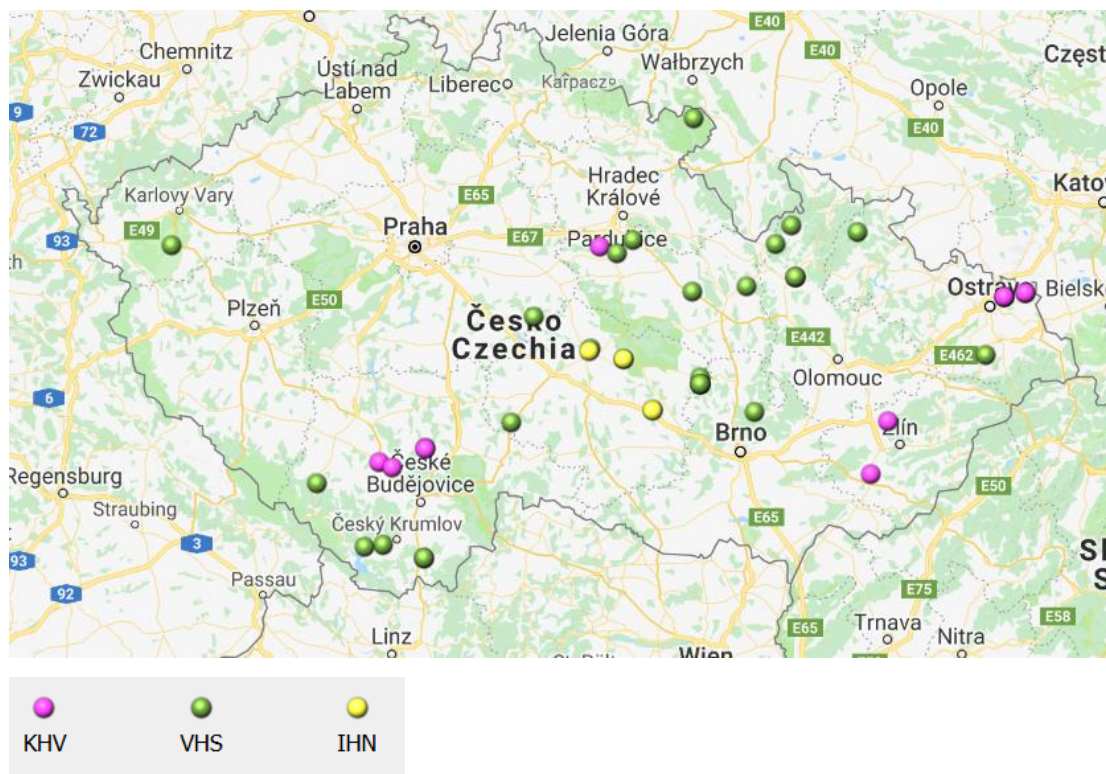 E40
Jelenia Góra
Chemnitz
E40
Wałbrzych
Częst
Zwickau
Ústí nad
Labem
Liberec
Karpacz
Opole
9
72
E40
Hradec
Králové
Karlovy Vary
E65
Katov
E49
Praha
93
E67
Pardubice
Ostrava
Bielsk
Plzeň
E50
Česko
Czechia
E442
E462
Olomouc
6
Brno
Zlín
České
Budějovice
Regensburg
E50
Straubing
Český Krumlov
E65
3
93
Passau
92
E75
E65
Trnava
E58
Linz
Nitra
Wien
KHV
VHS
IHN